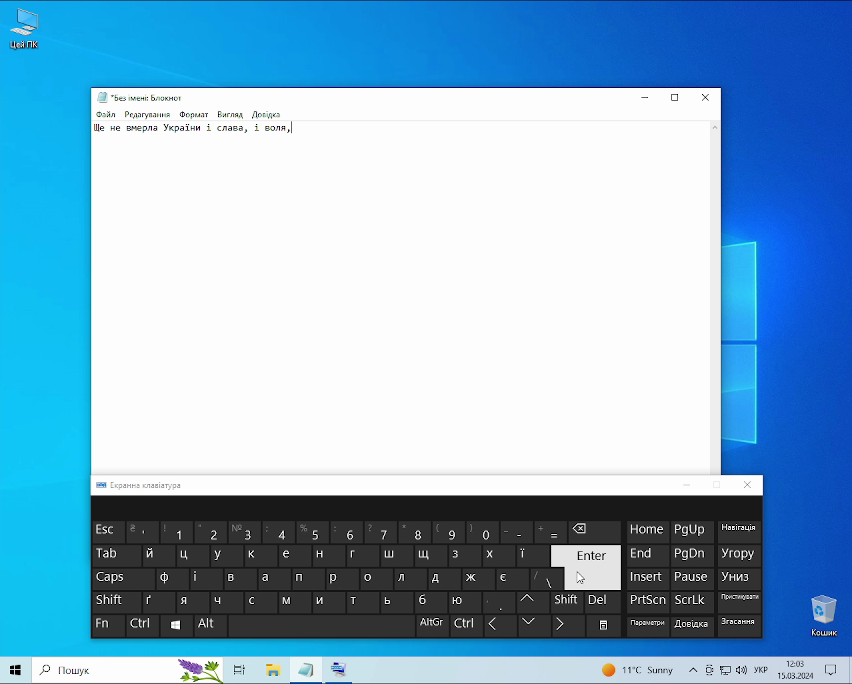 Цей ПК
*Без імені: Блокнот
Файл Редагування Формат Вигляд Довідка
Ще не вмерла України і слава, і воля,
Екранна клавіатура
Esc ₴ ' ! 1 " 2 № 3 ; 4 % 5 : 6 ? 7 * 8 ( 9 ) 0 _ - + = Home PgUp Навігація
Tab й ц у к е н г ш щ з х ї Enter End PgDn Угору
Caps ф і в а п р о л д ж є / \ Insert Pause Униз
Shift ґ я ч с м и т ь б ю , . Shift Del PrtScn ScrLk Пристикувати
Fn Ctrl Alt AltGr Ctrl Параметри Довідка Згасання
Кошик
Пошук 11°C Sunny УКР 12:03
15.03.2024